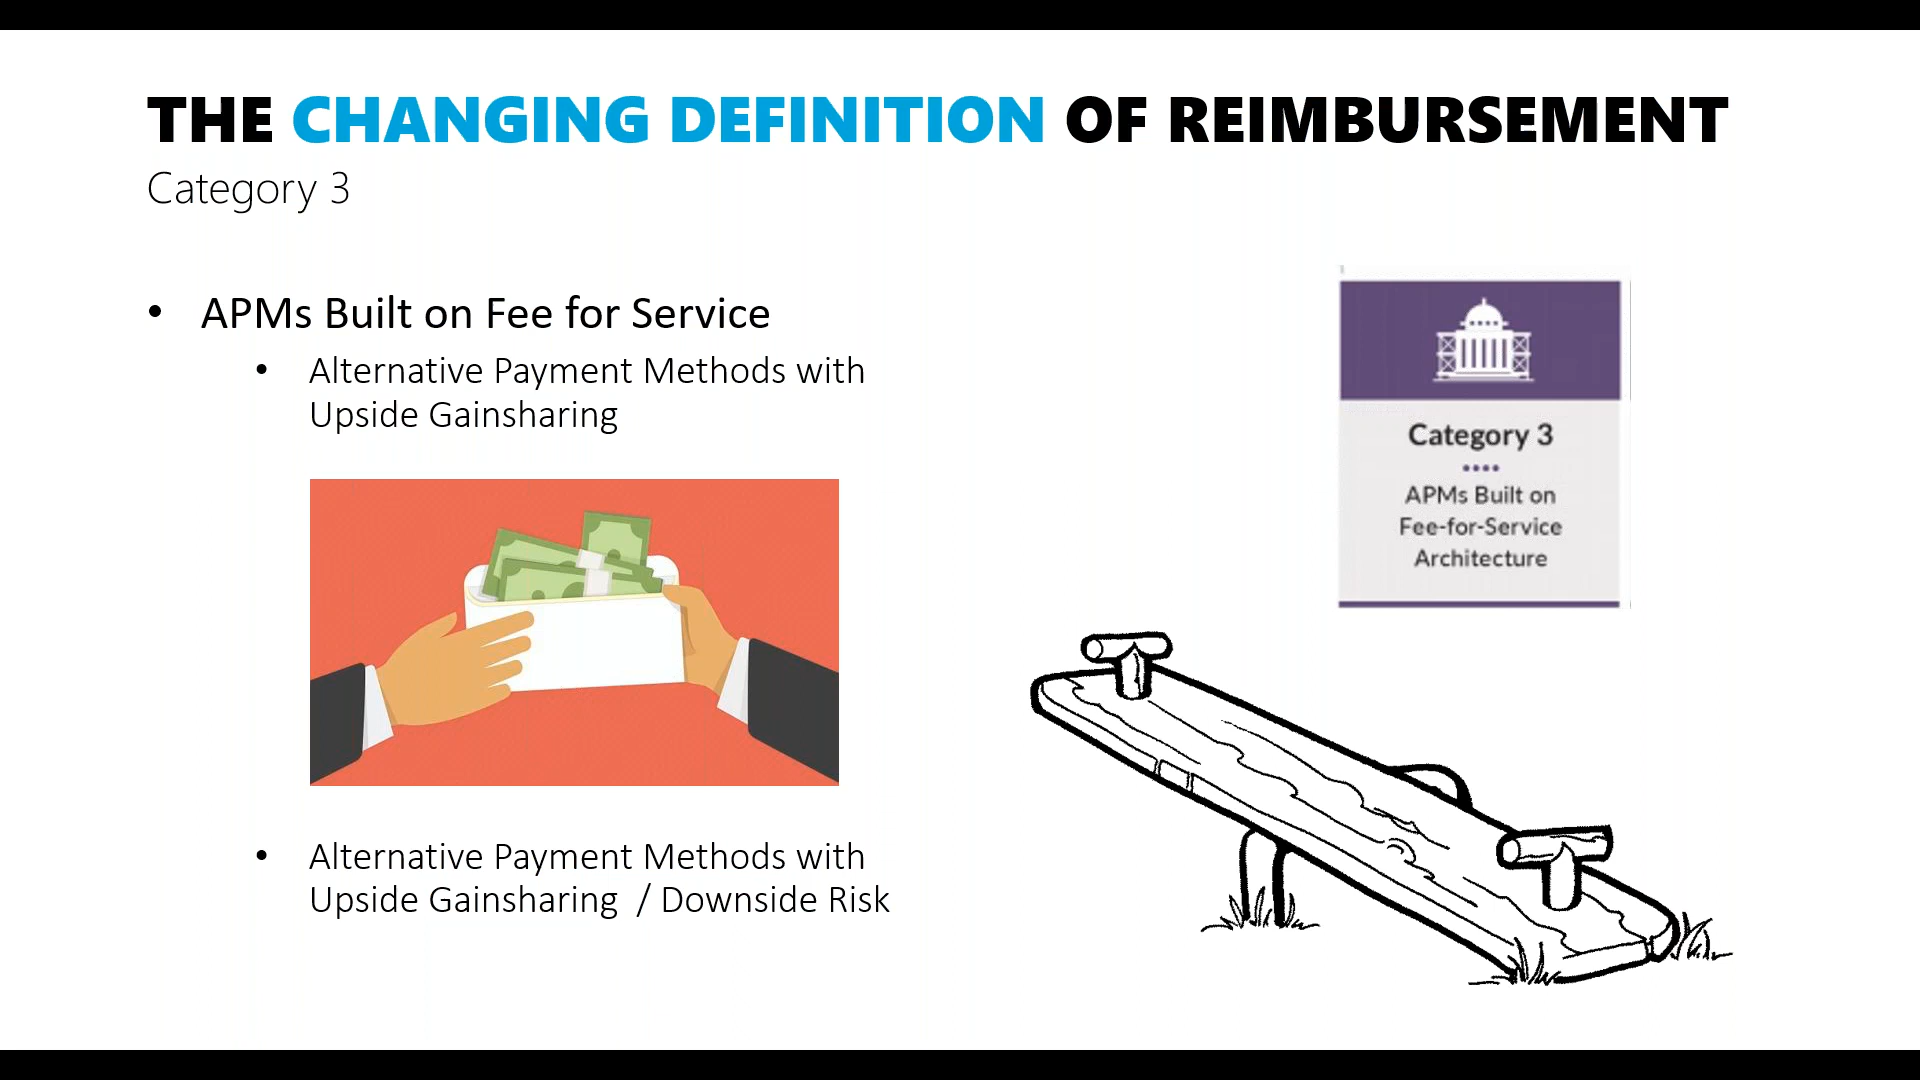 THE CHANGING DEFINITION OF REIMBURSEMENT
Category 3
• APMs Built on Fee for Service
• Alternative Payment Methods with
Upside Gainsharing
• Alternative Payment Methods with
Upside Gainsharing / Downside Risk
Category 3
APMs Built on
Fee-for-Service
Architecture